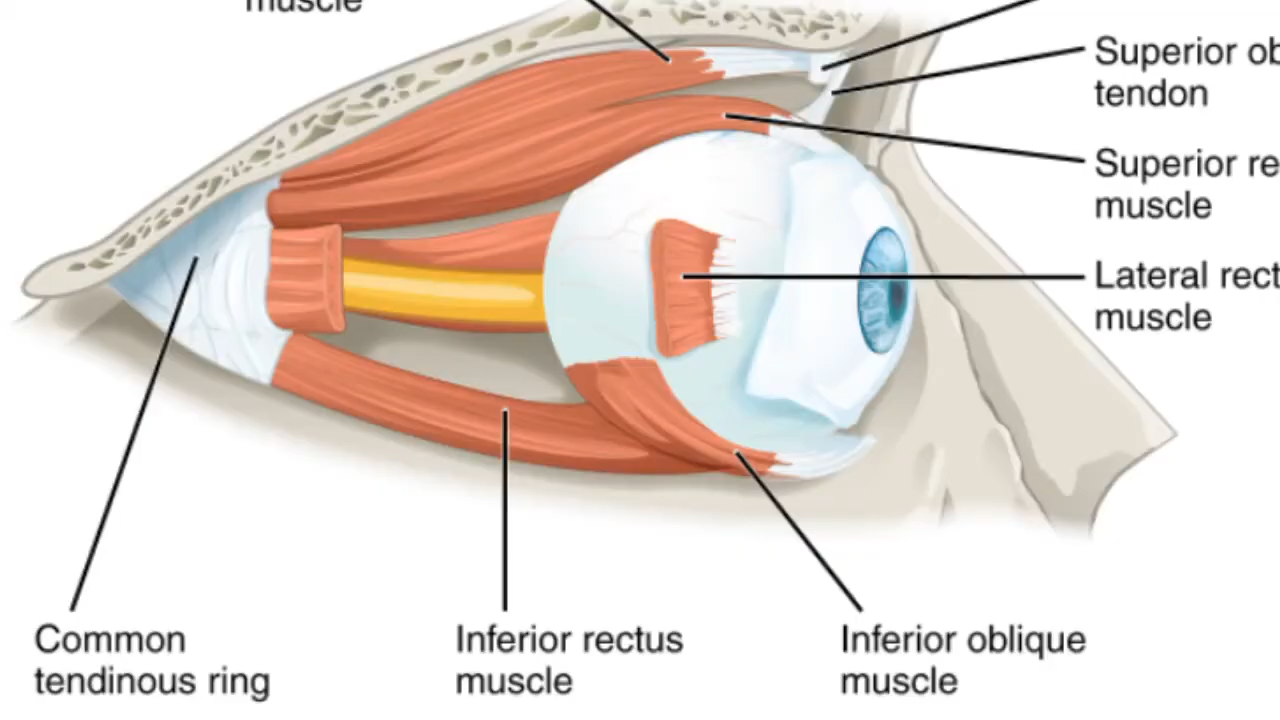 muscle
Superior ob
tendon
Superior re
muscle
Lateral rect
muscle
Common
tendinous ring
Inferior rectus
muscle
Inferior oblique
muscle